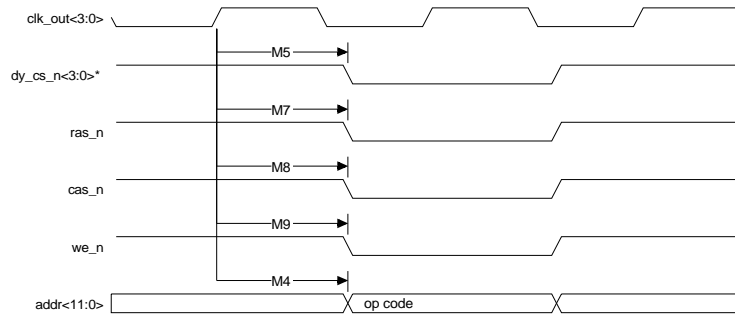 clk_out<3:0>
M5
dy_cs_n<3:0>*
M7
ras_n
M8
cas_n
M9
we_n
M4
addr<11:0>
op code